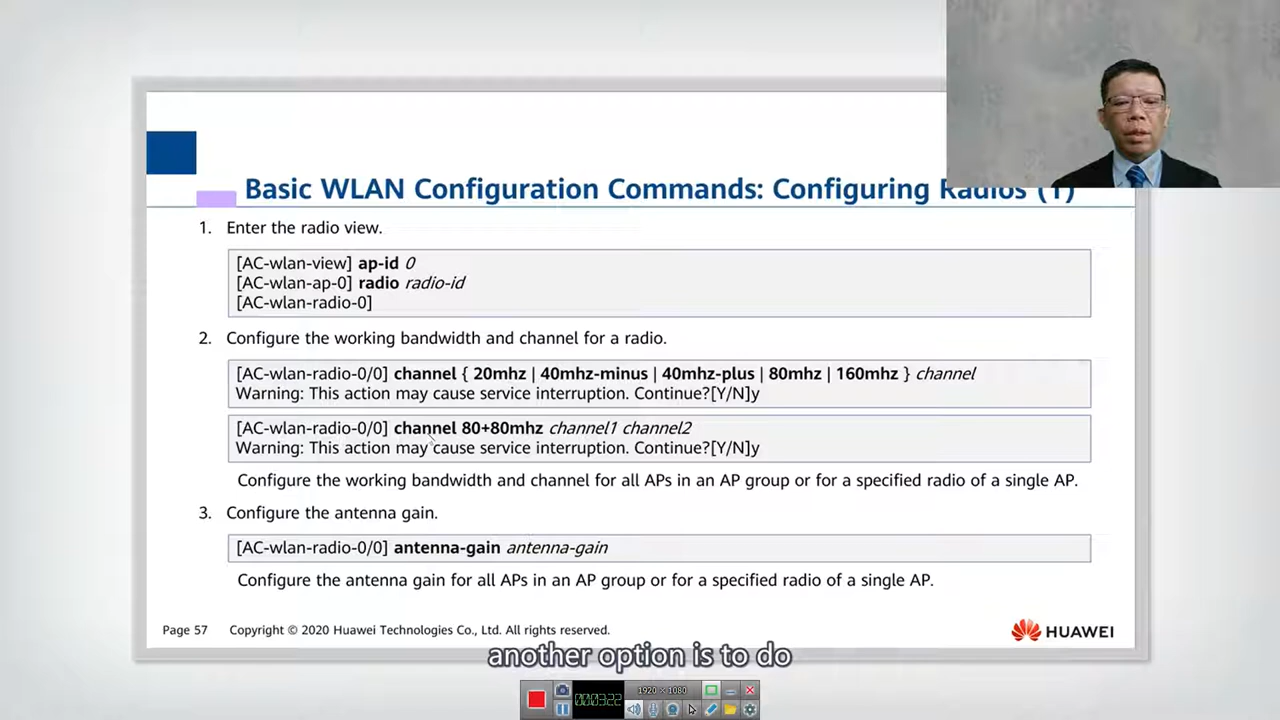 Basic WLAN Configuration Commands: Configuring Radios (1)
1. Enter the radio view.
[AC-wlan-view] ap-id 0
[AC-wlan-ap-0] radio radio-id
[AC-wlan-radio-0]
2. Configure the working bandwidth and channel for a radio.
[AC-wlan-radio-0/0] channel { 20mhz | 40mhz-minus | 40mhz-plus | 80mhz | 160mhz } channel
Warning: This action may cause service interruption. Continue?[Y/N]y
[AC-wlan-radio-0/0] channel 80+80mhz channel1 channel2
Warning: This action may cause service interruption. Continue?[Y/N]y
Configure the working bandwidth and channel for all APs in an AP group or for a specified radio of a single AP.
3. Configure the antenna gain.
[AC-wlan-radio-0/0] antenna-gain antenna-gain
Configure the antenna gain for all APs in an AP group or for a specified radio of a single AP.
Page 57 Copyright © 2020 Huawei Technologies Co., Ltd. All rights reserved.
HUAWEI
another option is to do
1920 × 1080